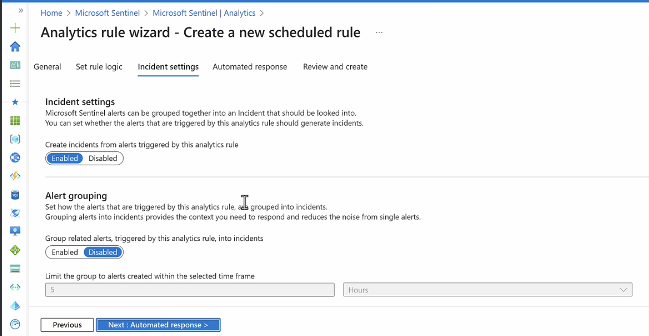 Home > Microsoft Sentinel > Microsoft Sentinel | Analytics >
Analytics rule wizard - Create a new scheduled rule ...
General Set rule logic Incident settings Automated response Review and create
Incident settings
Microsoft Sentinel alerts can be grouped together into an Incident that should be looked into.
You can set whether the alerts that are triggered by this analytics rule should generate incidents.
Create incidents from alerts triggered by this analytics rule
Enabled Disabled
Alert grouping
Set how the alerts that are triggered by this analytics rule, are grouped into incidents.
Grouping alerts into incidents provides the context you need to respond and reduces the noise from single alerts.
Group related alerts, triggered by this analytics rule, into incidents
Enabled Disabled
Limit the group to alerts created within the selected time frame
5 Hours
Previous Next : Automated response >